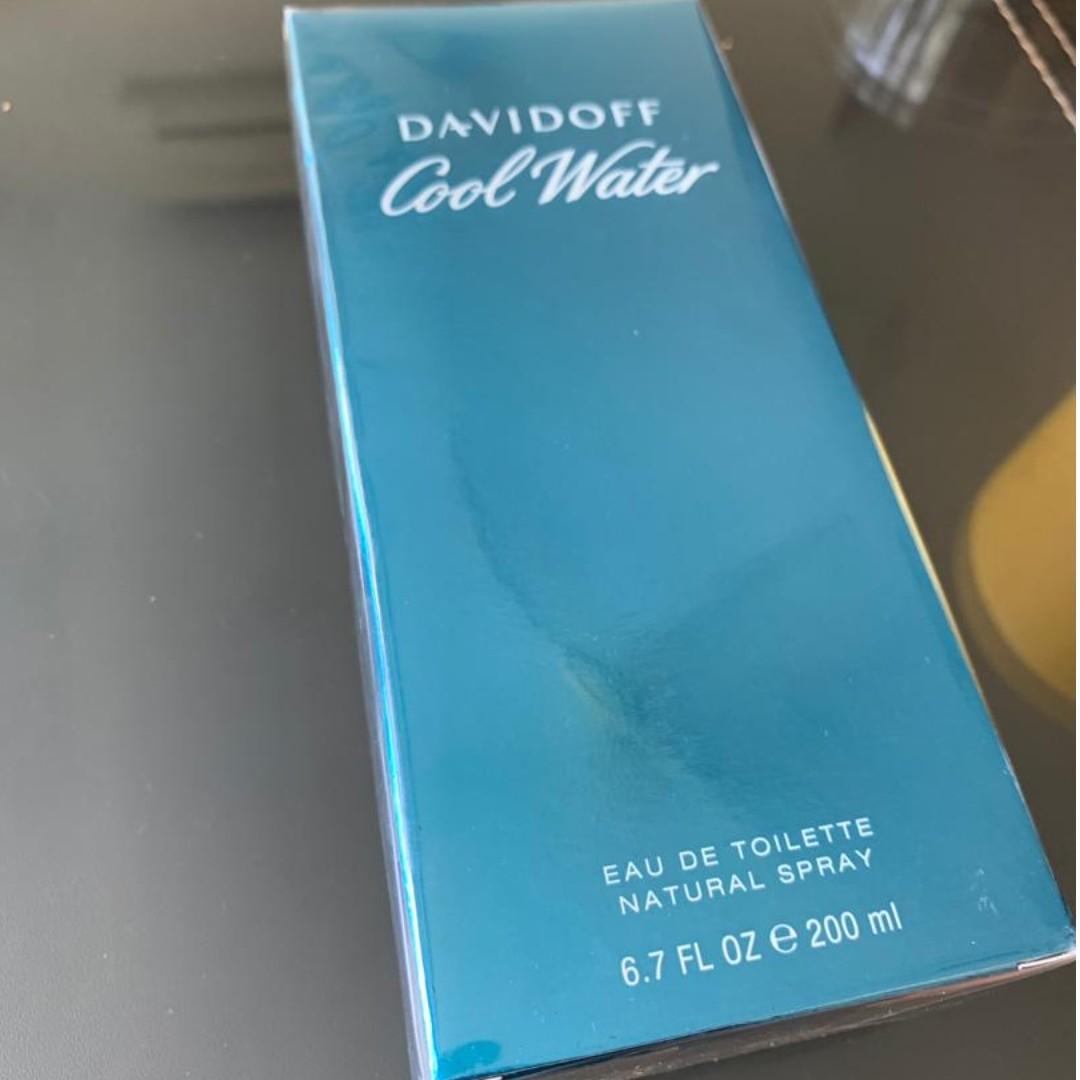 DAVIDOFF
Cool Water
EAU DE TOILETTE
NATURAL SPRAY
6.7 FL OZ ℮ 200 ml